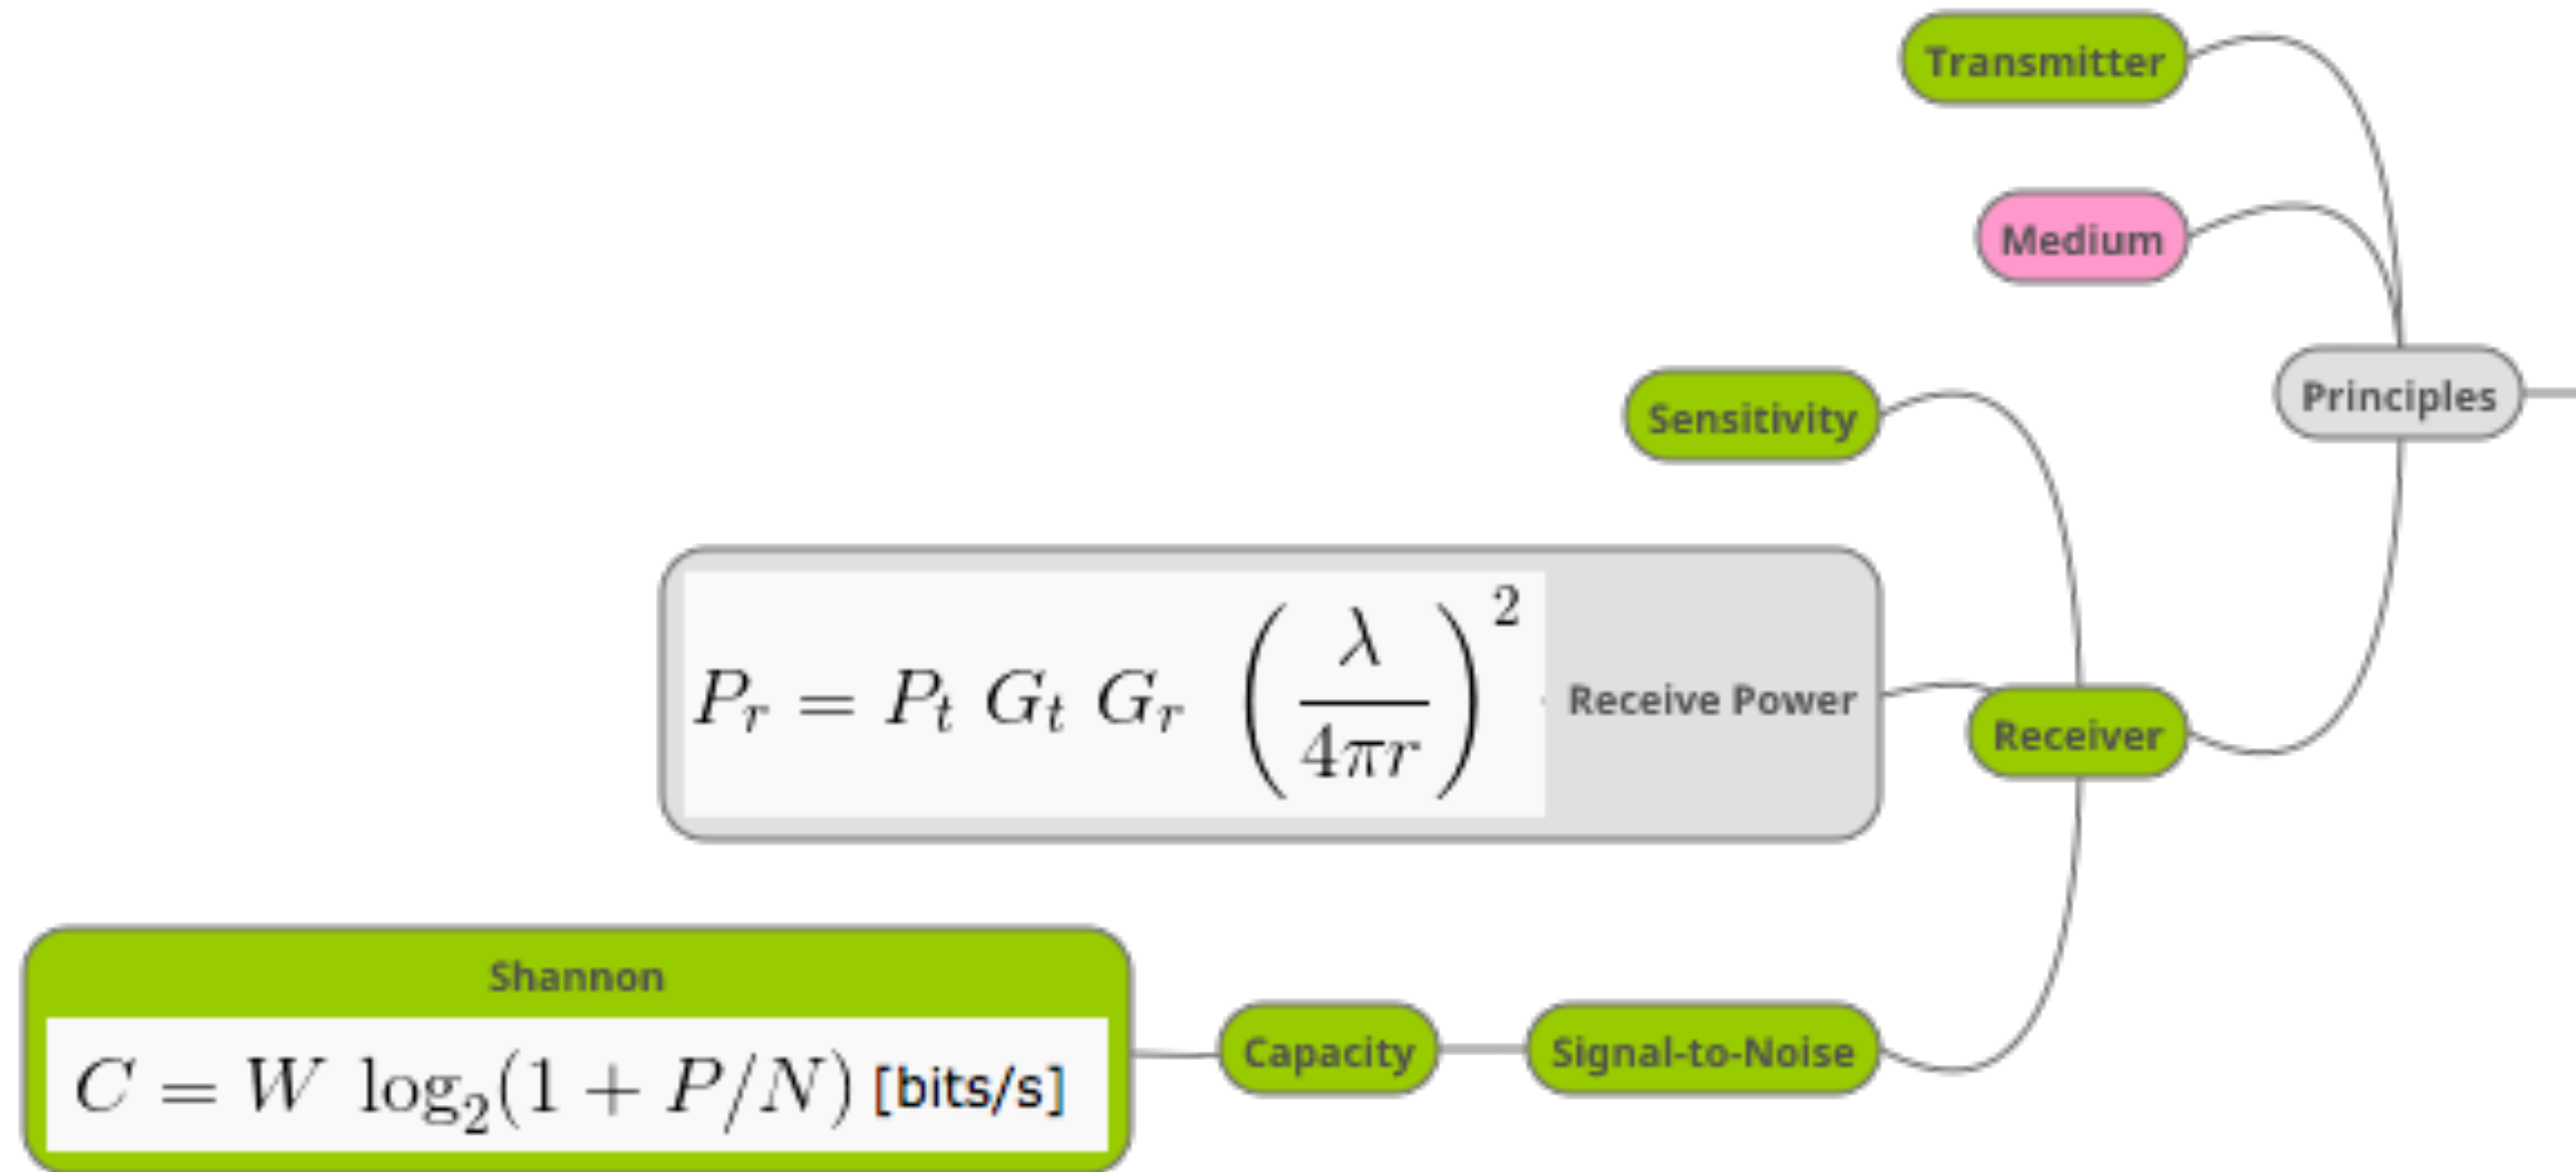 Transmitter
Medium
Principles
Sensitivity
P_r = P_t G_t G_r (λ/4πr)^2 Receive Power
Receiver
Shannon
C = W log_2(1 + P/N) [bits/s]
Capacity
Signal-to-Noise